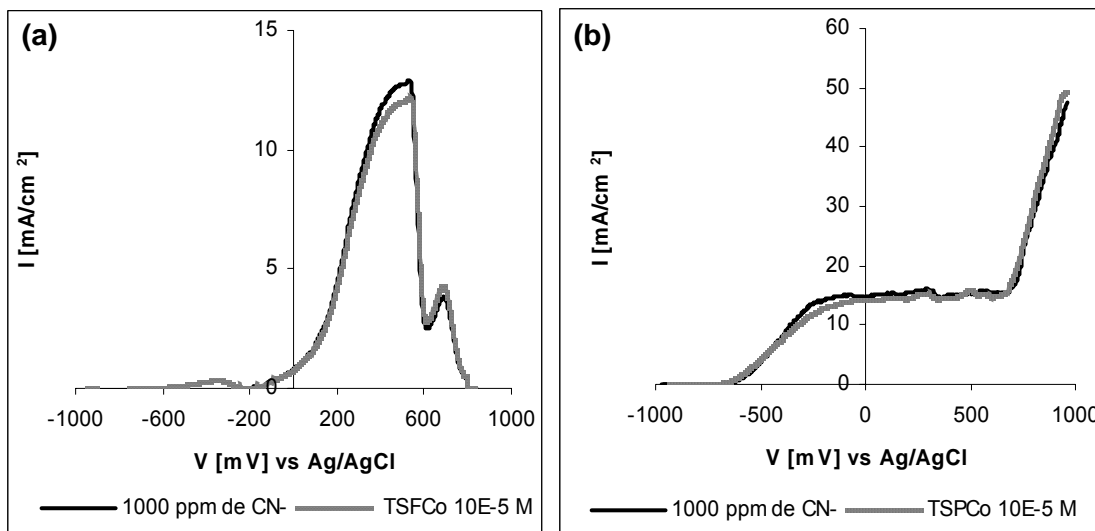 (a)
15
10
5
0
I [mA/cm ²]
-1000 -600 -200 200 600 1000
V [mV] vs Ag/AgCl
1000 ppm de CN- TSFCo 10E-5 M
(b)
60
50
40
30
20
10
0
I [mA/cm ²]
-1000 -500 0 500 1000
V [mV] vs Ag/AgCl
1000 ppm de CN- TSPCo 10E-5 M